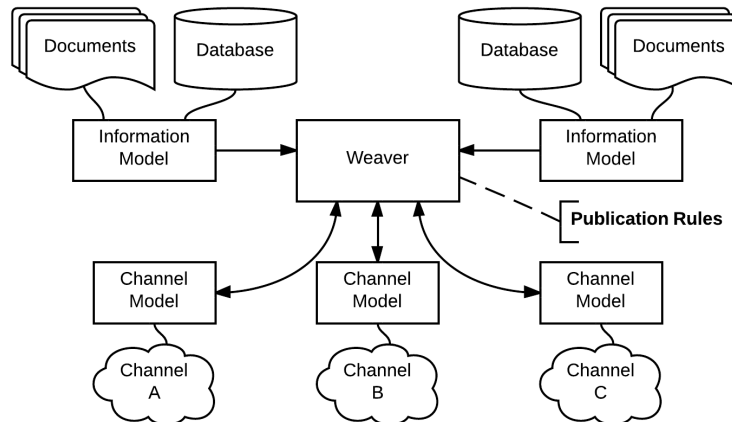 Documents
Database
Database
Documents
Information
Model
Weaver
Information
Model
Publication Rules
Channel
Model
Channel
Model
Channel
Model
Channel
A
Channel
B
Channel
C